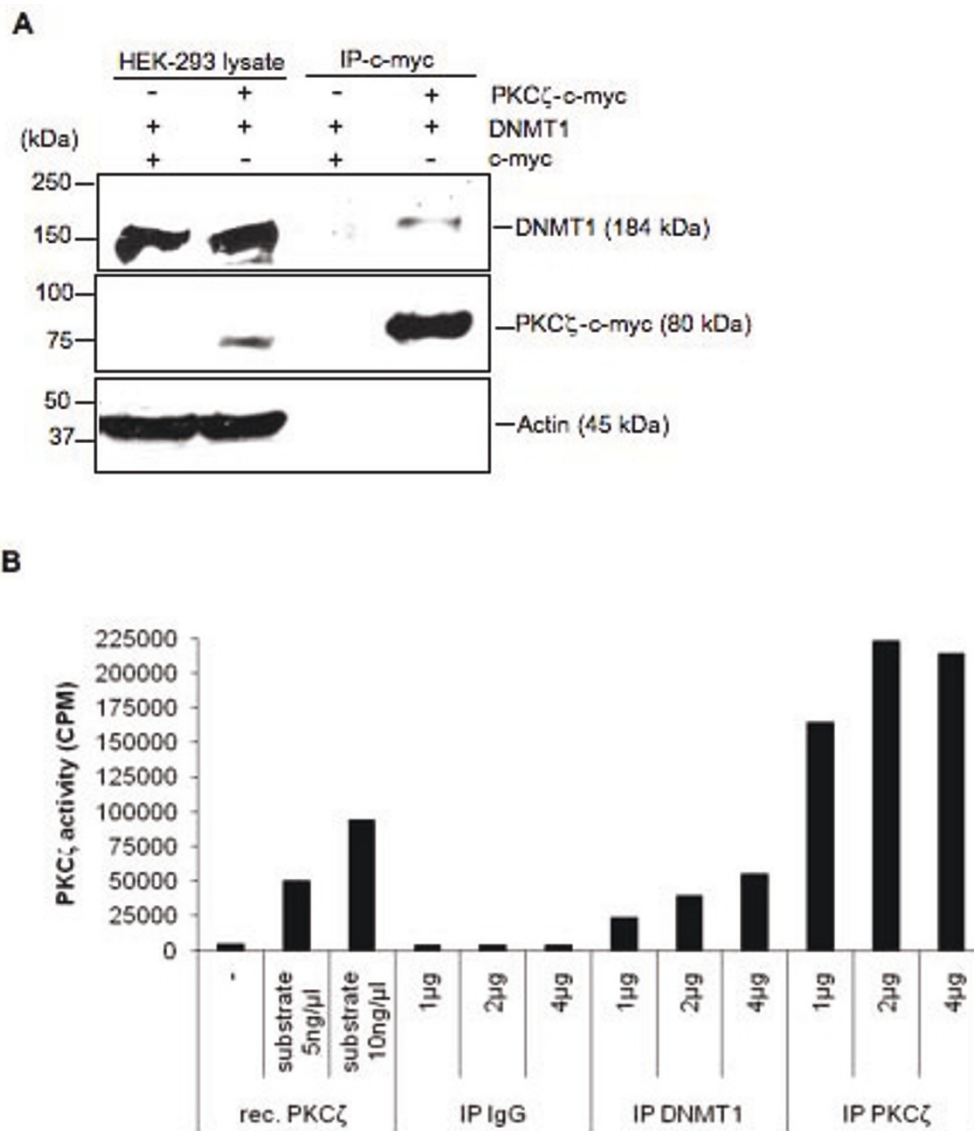 A
HEK-293 lysate IP-c-myc
- + - + PKCζ-c-myc
(kDa) + + + + DNMT1
+ - + - c-myc
250
150 DNMT1 (184 kDa)
100
PKCζ-c-myc (80 kDa)
75
50
Actin (45 kDa)
37
B
PKCζ activity (CPM)
225000
200000
175000
150000
125000
100000
75000
50000
25000
0
- substrate 5ng/µl substrate 10ng/µl 1µg 2µg 4µg 1µg 2µg 4µg 1µg 2µg 4µg
rec. PKCζ IP IgG IP DNMT1 IP PKCζ